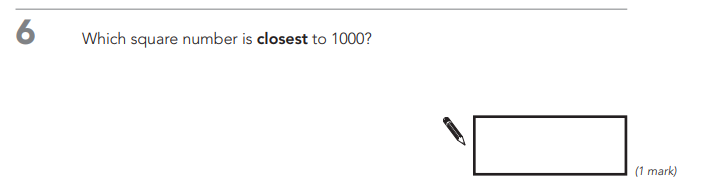 6 Which square number is closest to 1000?
(1 mark)